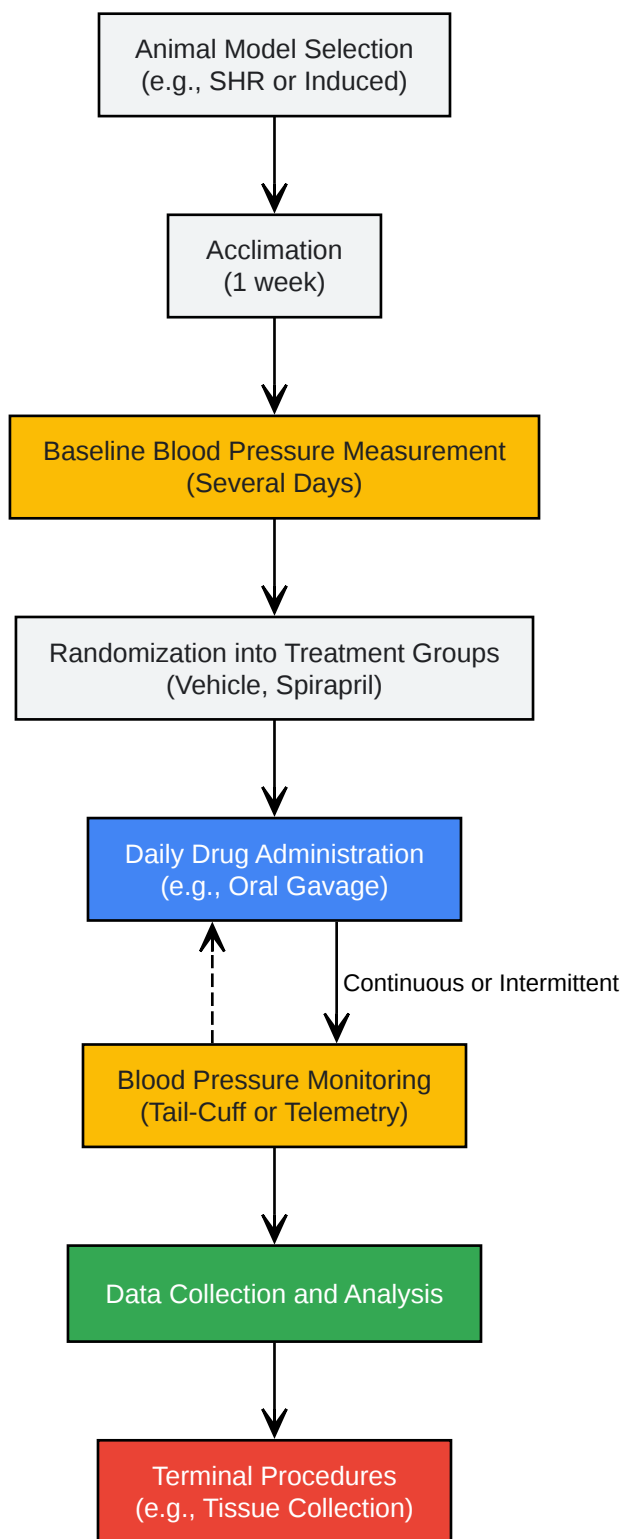 Animal Model Selection
(e.g., SHR or Induced)
Acclimation
(1 week)
Baseline Blood Pressure Measurement
(Several Days)
Randomization into Treatment Groups
(Vehicle, Spirapril)
Daily Drug Administration
(e.g., Oral Gavage)
Continuous or Intermittent
Blood Pressure Monitoring
(Tail-Cuff or Telemetry)
Data Collection and Analysis
Terminal Procedures
(e.g., Tissue Collection)